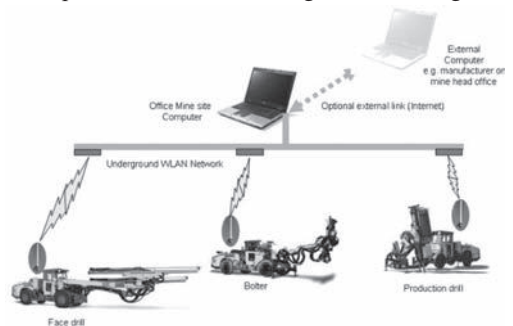 External
Computer
e.g. manufacturer on
mine head office
Office Mine site
Computer
Optional external link (Internet)
Underground WLAN Network
Bolter
Production drill
Face drill